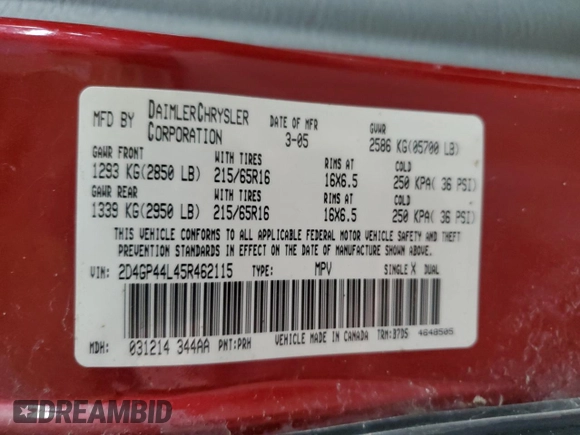 MFD BY DAIMLERCHRYSLER CORPORATION DATE OF MFR 3-05 GVWR 2586 KG(05700 LB)
GAWR FRONT WITH TIRES RIMS AT COLD
1293 KG(2850 LB) 215/65R16 16X6.5 250 KPA( 36 PSI)
GAWR REAR WITH TIRES RIMS AT COLD
1339 KG(2950 LB) 215/65R16 16X6.5 250 KPA( 36 PSI)
THIS VEHICLE CONFORMS TO ALL APPLICABLE FEDERAL MOTOR VEHICLE SAFETY, BUMPER, AND THEFT
PREVENTION STANDARDS IN EFFECT ON THE DATE OF MANUFACTURE SHOWN ABOVE.
VIN: 2D4GP44L45R462115 TYPE: MPV SINGLE X DUAL
MDH: 031214 344AA PNT:PRH VEHICLE MADE IN CANADA TRM:37D5 4648505
DREAMBID